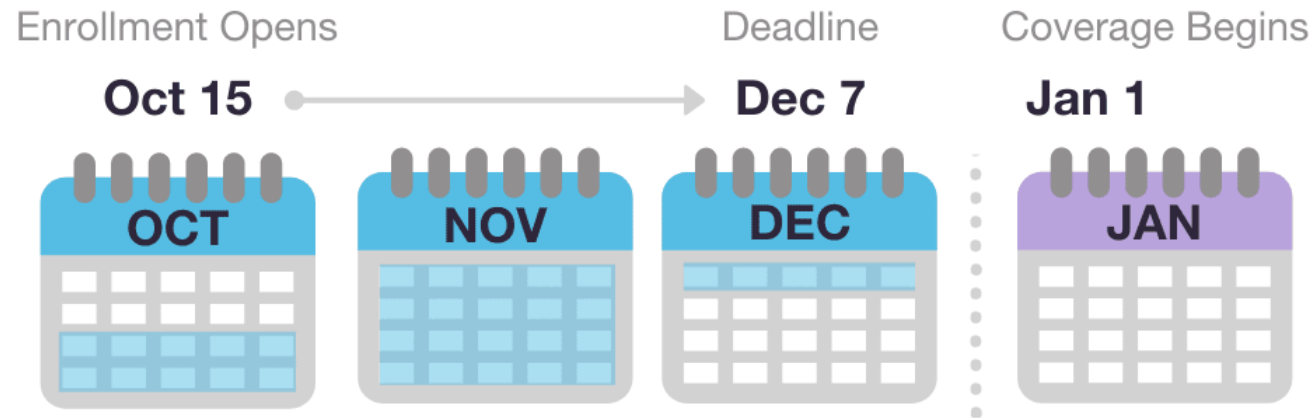 Enrollment Opens
Deadline
Coverage Begins
Oct 15
Dec 7
Jan 1
OCT
NOV
DEC
JAN